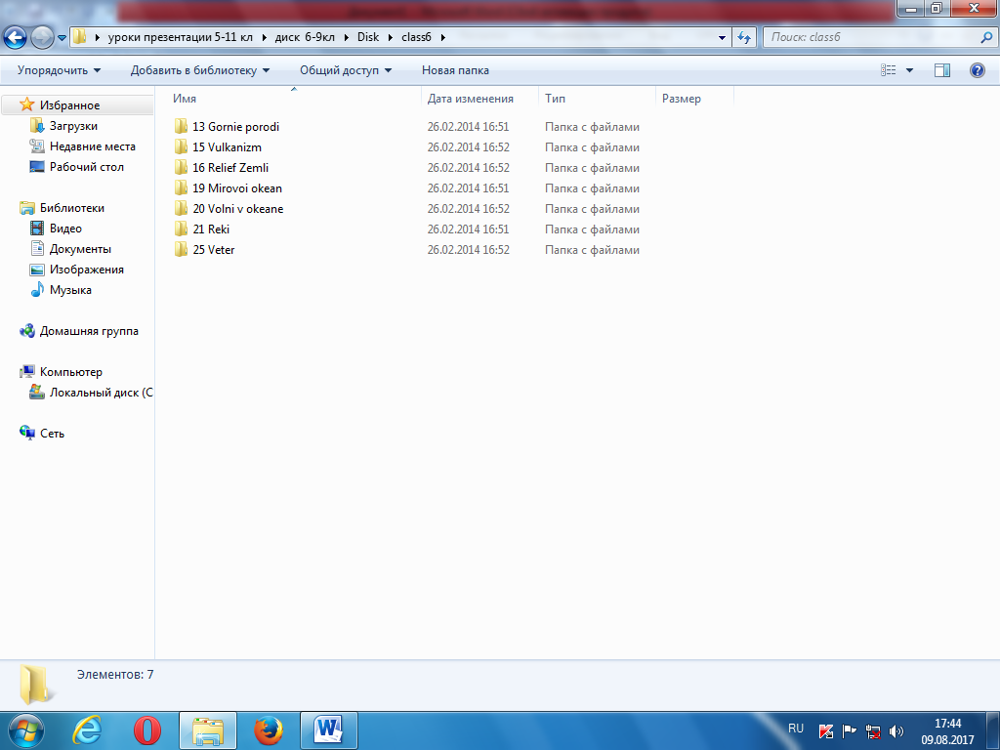 уроки презентации 5-11 кл диск 6-9кл Disk class6 Поиск: class6
Упорядочить Добавить в библиотеку Общий доступ Новая папка
Избранное
Загрузки
Недавние места
Рабочий стол
Библиотеки
Видео
Документы
Изображения
Музыка
Домашняя группа
Компьютер
Локальный диск (C
Сеть
Имя Дата изменения Тип Размер
13 Gornie porodi 26.02.2014 16:51 Папка с файлами
15 Vulkanizm 26.02.2014 16:52 Папка с файлами
16 Relief Zemli 26.02.2014 16:52 Папка с файлами
19 Mirovoi okean 26.02.2014 16:51 Папка с файлами
20 Volni v okeane 26.02.2014 16:52 Папка с файлами
21 Reki 26.02.2014 16:51 Папка с файлами
25 Veter 26.02.2014 16:52 Папка с файлами
Элементов: 7
RU 17:44
09.08.2017